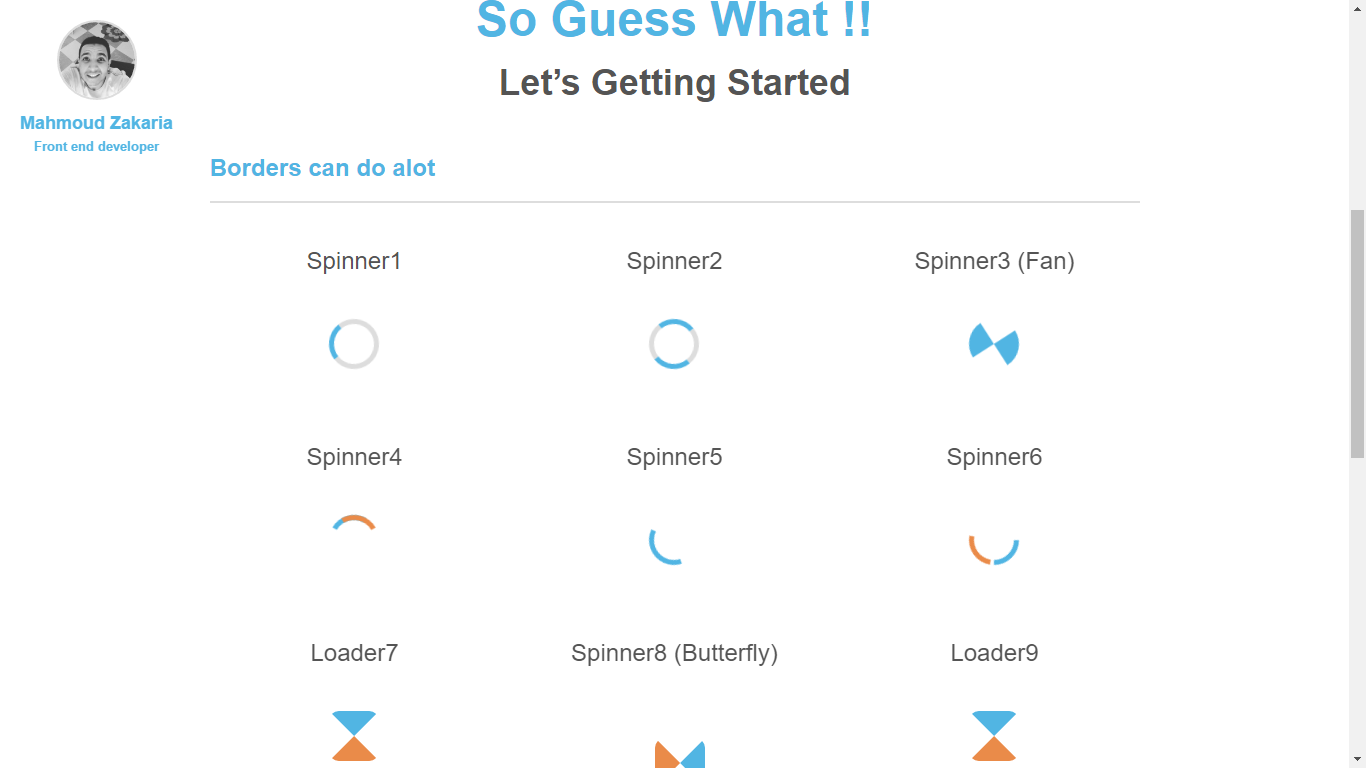 So Guess What !!
Let’s Getting Started
Mahmoud Zakaria
Front end developer
Borders can do alot
Spinner1
Spinner2
Spinner3 (Fan)
Spinner4
Spinner5
Spinner6
Loader7
Spinner8 (Butterfly)
Loader9